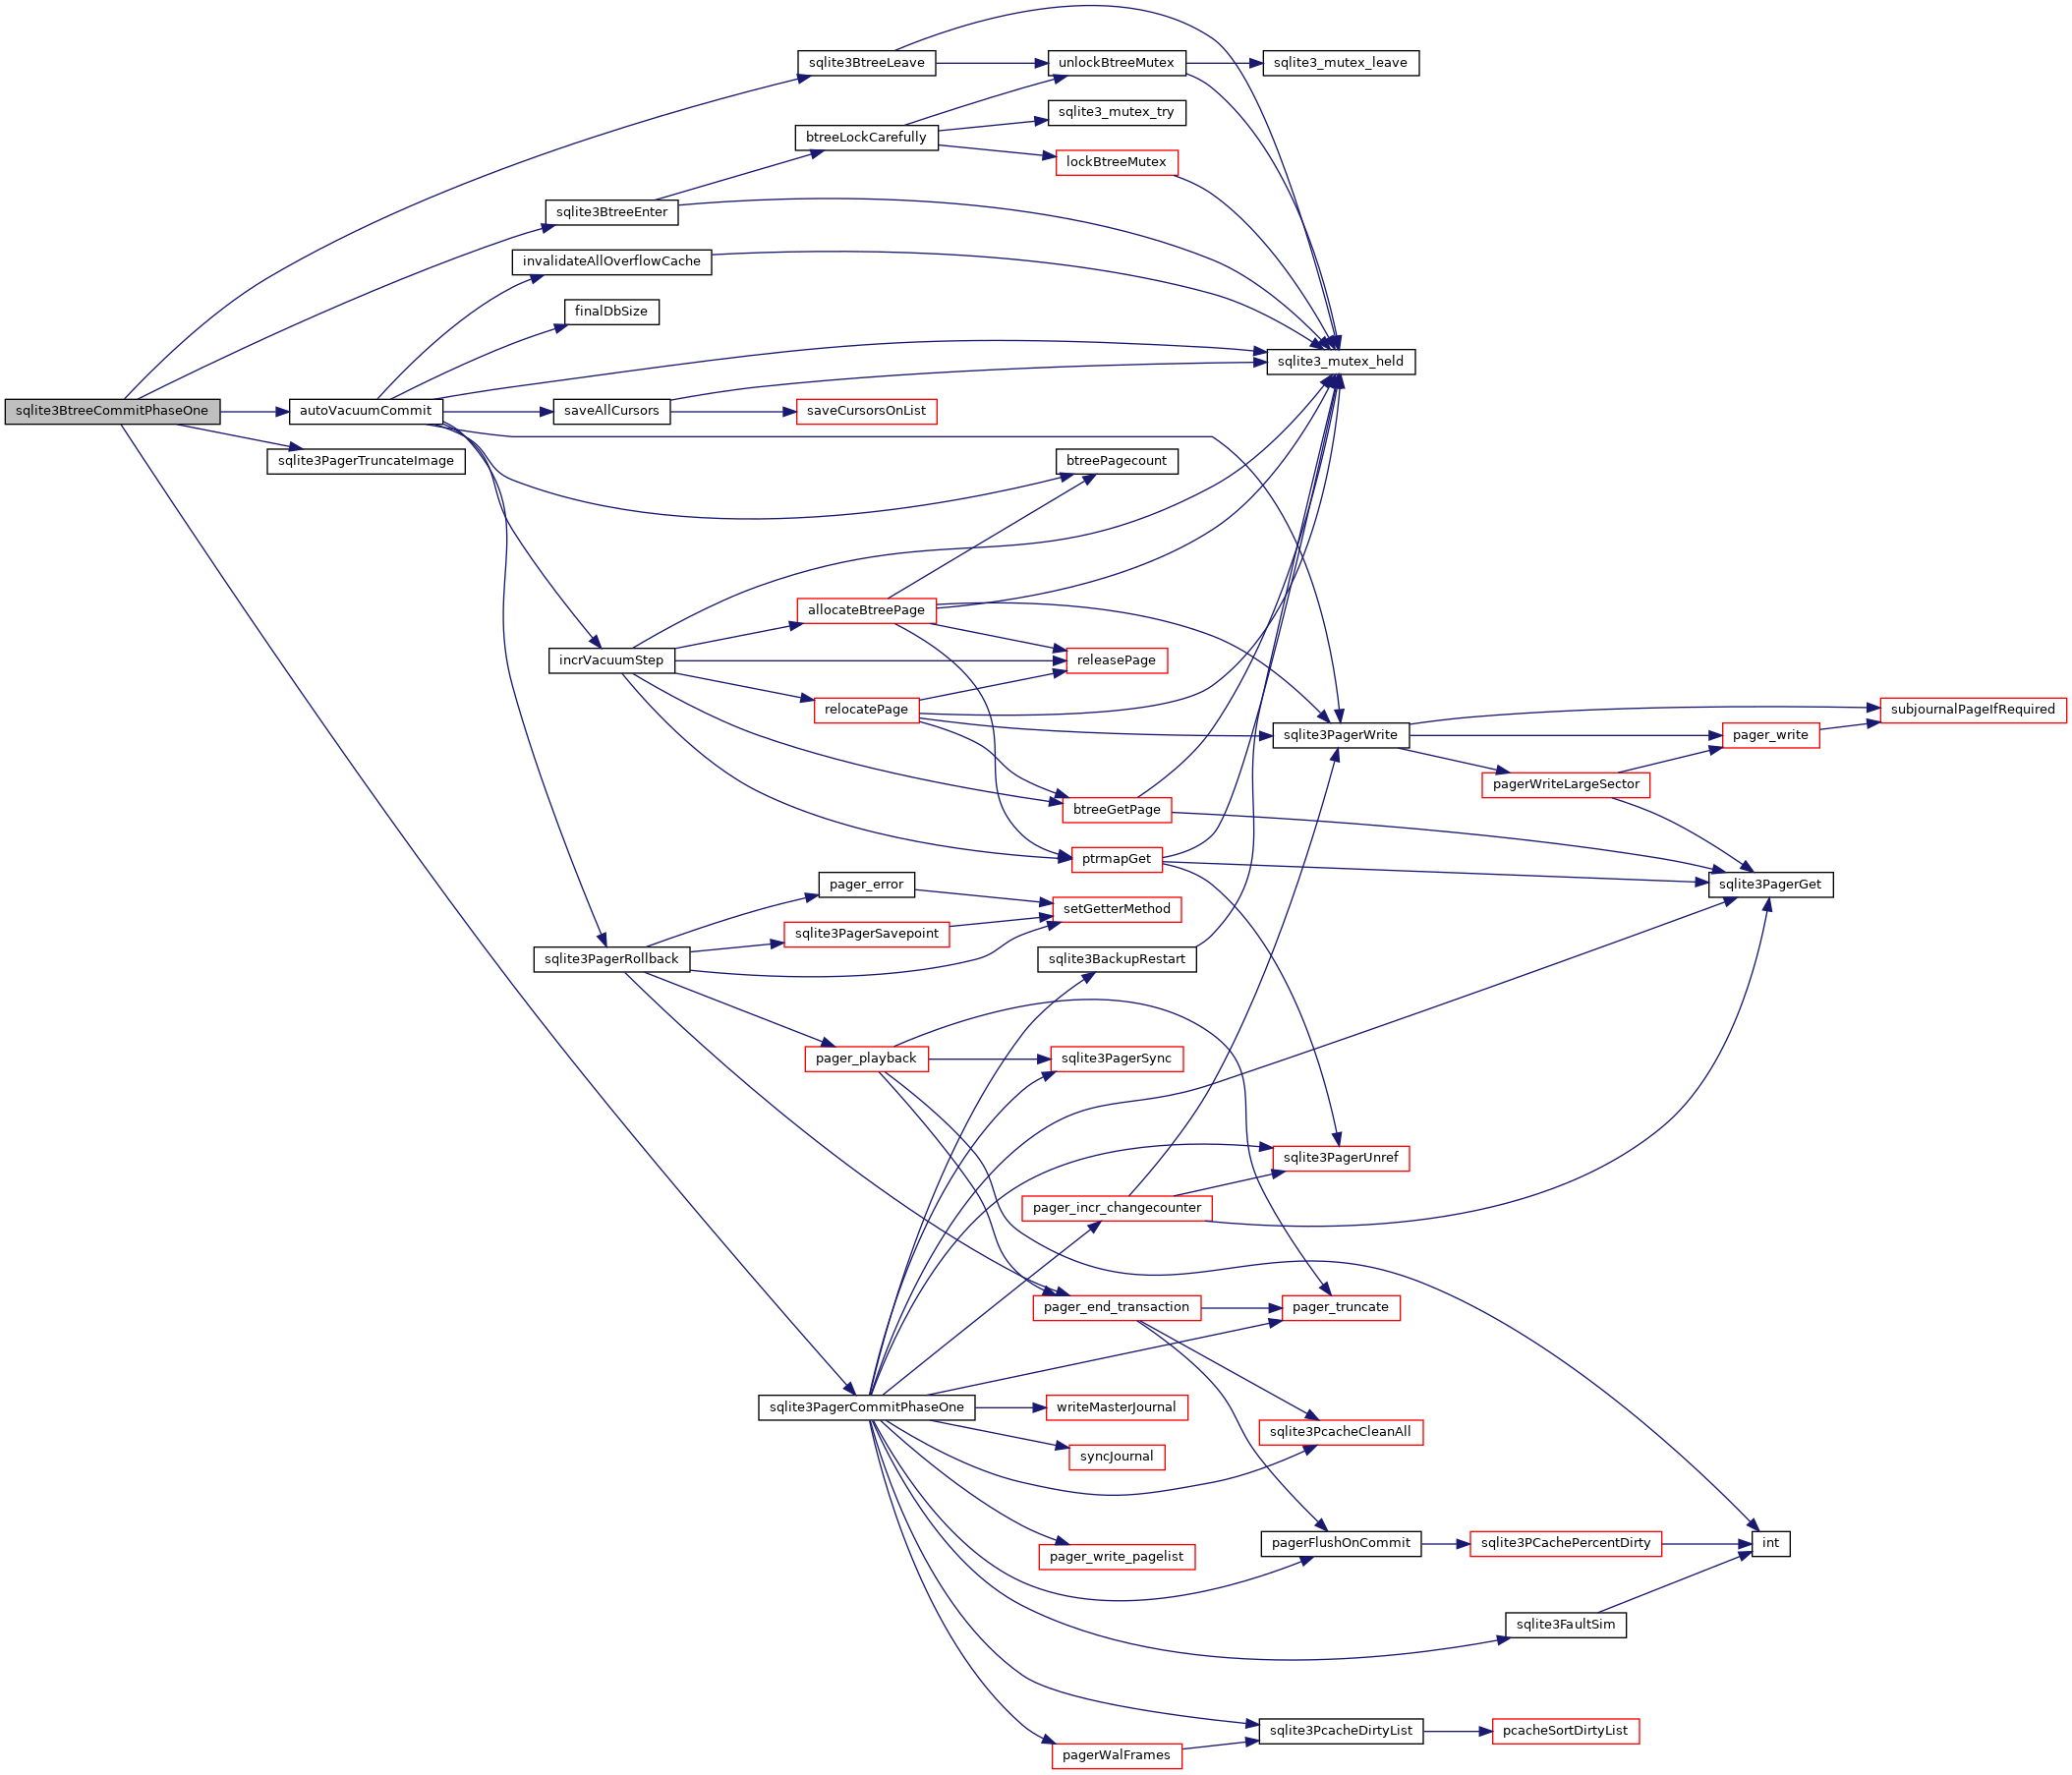 sqlite3BtreeLeave
unlockBtreeMutex
sqlite3_mutex_leave
sqlite3_mutex_try
btreeLockCarefully
lockBtreeMutex
sqlite3BtreeEnter
invalidateAllOverflowCache
finalDbSize
sqlite3_mutex_held
sqlite3BtreeCommitPhaseOne
autoVacuumCommit
saveAllCursors
saveCursorsOnList
sqlite3PagerTruncateImage
btreePagecount
allocateBtreePage
incrVacuumStep
releasePage
relocatePage
subjournalPageIfRequired
sqlite3PagerWrite
pager_write
pagerWriteLargeSector
btreeGetPage
ptrmapGet
pager_error
sqlite3PagerGet
setGetterMethod
sqlite3PagerSavepoint
sqlite3PagerRollback
sqlite3BackupRestart
pager_playback
sqlite3PagerSync
sqlite3PagerUnref
pager_incr_changecounter
pager_end_transaction
pager_truncate
sqlite3PagerCommitPhaseOne
writeMasterJournal
sqlite3PcacheCleanAll
syncJournal
pagerFlushOnCommit
sqlite3PCachePercentDirty
int
pager_write_pagelist
sqlite3FaultSim
sqlite3PcacheDirtyList
pcacheSortDirtyList
pagerWalFrames